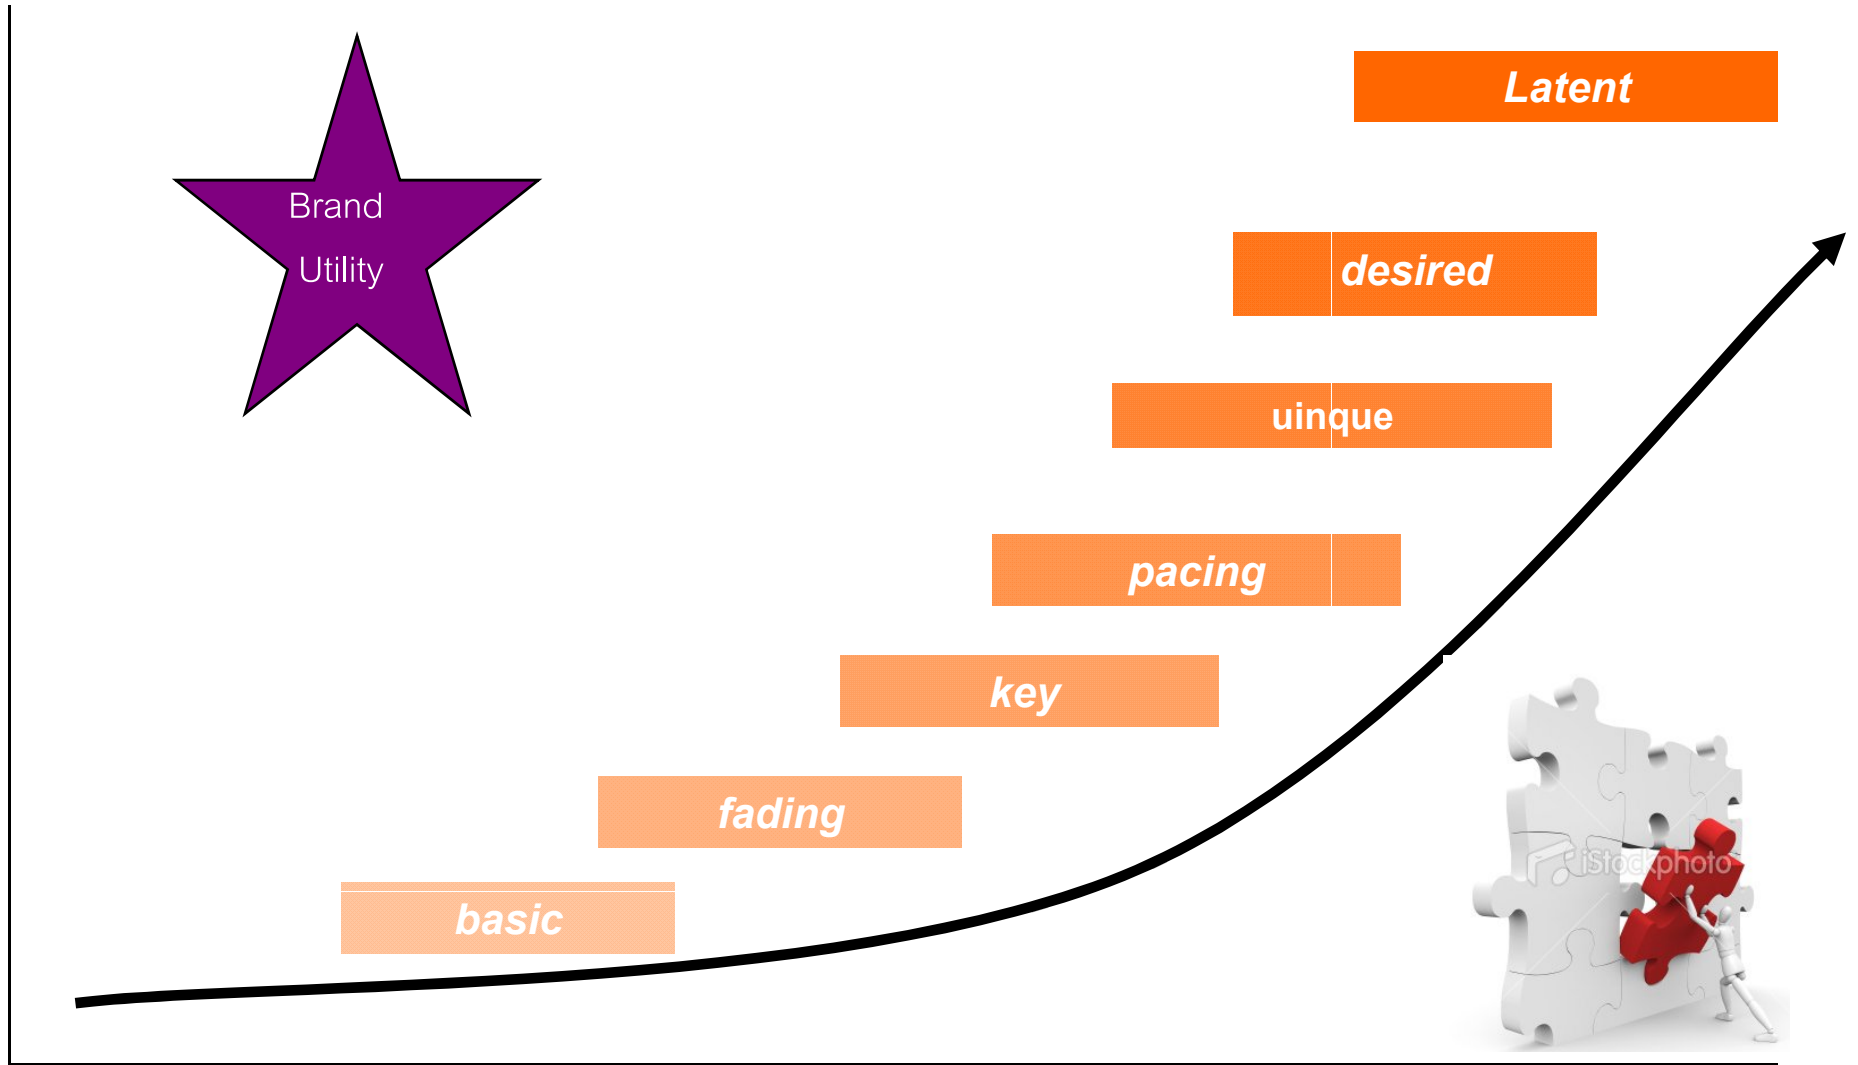 Latent
Brand
Utility
desired
uinque
pacing
key
fading
iStockphoto
basic